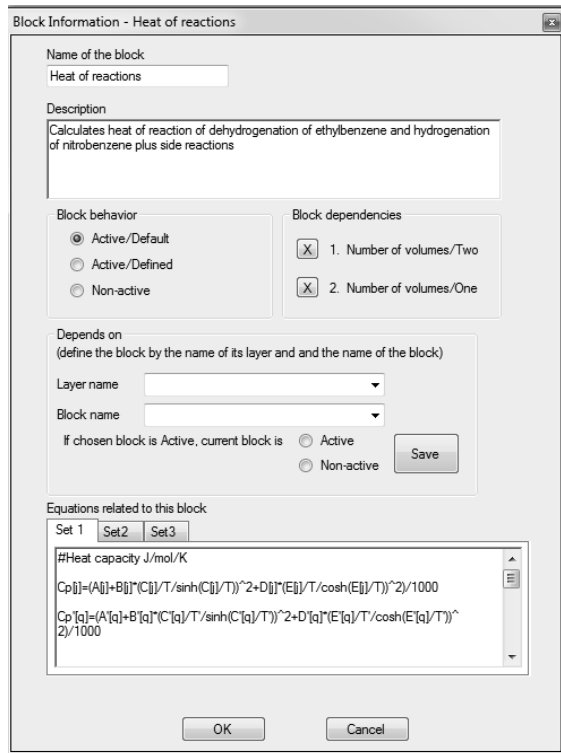 Block Information - Heat of reactions
Name of the block
Heat of reactions
Description
Calculates heat of reaction of dehydrogenation of ethylbenzene and hydrogenation
of nitrobenzene plus side reactions
Block behavior
Active/Default
Active/Defined
Non-active
Block dependencies
X 1. Number of volumes/Two
X 2. Number of volumes/One
Depends on
(define the block by the name of its layer and and the name of the block)
Layer name
Block name
If chosen block is Active, current block is
Active
Non-active
Save
Equations related to this block
Set 1 Set2 Set3
#Heat capacity J/mol/K
Cp[j]=(A[j]+B[j]*(C[j]/T/sinh(C[j]/T))^2+D[j]*(E[j]/T/cosh(E[j]/T))^2)/1000
Cp'[q]=(A'[q]+B'[q]*(C'[q]/T'/sinh(C'[q]/T'))^2+D'[q]*(E'[q]/T'/cosh(E'[q]/T'))^
2)/1000
OK Cancel